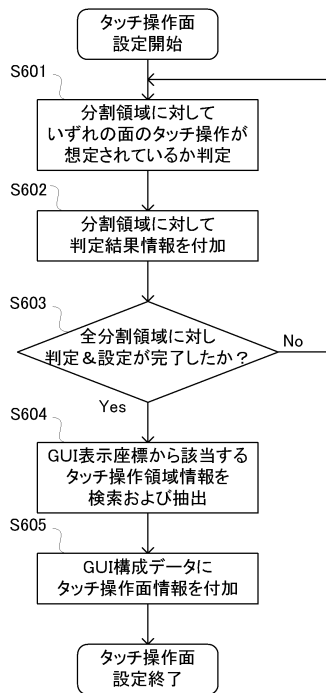 タッチ操作面
設定開始
S601
分割領域に対して
いずれの面のタッチ操作が
想定されているか判定
S602
分割領域に対して
判定結果情報を付加
S603
全分割領域に対し
判定＆設定が完了したか？
No
Yes
S604
GUI表示座標から該当する
タッチ操作領域情報を
検索および抽出
S605
GUI構成データに
タッチ操作面情報を付加
タッチ操作面
設定終了